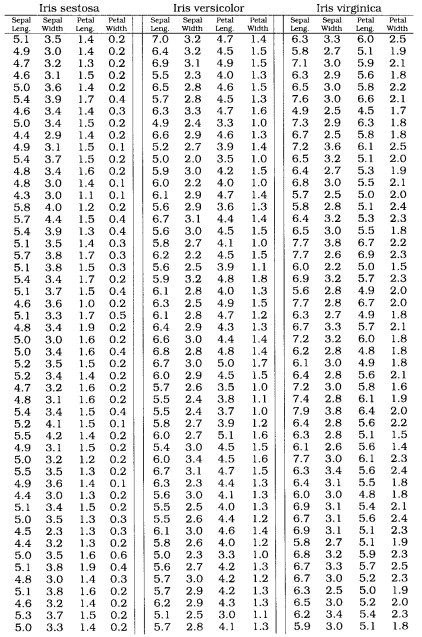 Iris sestosa Iris versicolor Iris virginica
Sepal Sepal Petal Petal Sepal Sepal Petal Petal Sepal Sepal Petal Petal
Leng. Width Leng. Width Leng. Width Leng. Width Leng. Width Leng. Width
5.1 3.5 1.4 0.2 7.0 3.2 4.7 1.4 6.3 3.3 6.0 2.5
4.9 3.0 1.4 0.2 6.4 3.2 4.5 1.5 5.8 2.7 5.1 1.9
4.7 3.2 1.3 0.2 6.9 3.1 4.9 1.5 7.1 3.0 5.9 2.1
4.6 3.1 1.5 0.2 5.5 2.3 4.0 1.3 6.3 2.9 5.6 1.8
5.0 3.6 1.4 0.2 6.5 2.8 4.6 1.5 6.5 3.0 5.8 2.2
5.4 3.9 1.7 0.4 5.7 2.8 4.5 1.3 7.6 3.0 6.6 2.1
4.6 3.4 1.4 0.3 6.3 3.3 4.7 1.6 4.9 2.5 4.5 1.7
5.0 3.4 1.5 0.2 4.9 2.4 3.3 1.0 7.3 2.9 6.3 1.8
4.4 2.9 1.4 0.2 6.6 2.9 4.6 1.3 6.7 2.5 5.8 1.8
4.9 3.1 1.5 0.1 5.2 2.7 3.9 1.4 7.2 3.6 6.1 2.5
5.4 3.7 1.5 0.2 5.0 2.0 3.5 1.0 6.5 3.2 5.1 2.0
4.8 3.4 1.6 0.2 5.9 3.0 4.2 1.5 6.4 2.7 5.3 1.9
4.8 3.0 1.4 0.1 6.0 2.2 4.0 1.0 6.8 3.0 5.5 2.1
4.3 3.0 1.1 0.1 6.1 2.9 4.7 1.4 5.7 2.5 5.0 2.0
5.8 4.0 1.2 0.2 5.6 2.9 3.6 1.3 5.8 2.8 5.1 2.4
5.7 4.4 1.5 0.4 6.7 3.1 4.4 1.4 6.4 3.2 5.3 2.3
5.4 3.9 1.3 0.4 5.6 3.0 4.5 1.5 6.5 3.0 5.5 1.8
5.1 3.5 1.4 0.3 5.8 2.7 4.1 1.0 7.7 3.8 6.7 2.2
5.7 3.8 1.7 0.3 6.2 2.2 4.5 1.5 7.7 2.6 6.9 2.3
5.1 3.8 1.5 0.3 5.6 2.5 3.9 1.1 6.0 2.2 5.0 1.5
5.4 3.4 1.7 0.2 5.9 3.2 4.8 1.8 6.9 3.2 5.7 2.3
5.1 3.7 1.5 0.4 6.1 2.8 4.0 1.3 5.6 2.8 4.9 2.0
4.6 3.6 1.0 0.2 6.3 2.5 4.9 1.5 7.7 2.8 6.7 2.0
5.1 3.3 1.7 0.5 6.1 2.8 4.7 1.2 6.3 2.7 4.9 1.8
4.8 3.4 1.9 0.2 6.4 2.9 4.3 1.3 6.7 3.3 5.7 2.1
5.0 3.0 1.6 0.2 6.6 3.0 4.4 1.4 7.2 3.2 6.0 1.8
5.0 3.4 1.6 0.4 6.8 2.8 4.8 1.4 6.2 2.8 4.8 1.8
5.2 3.5 1.5 0.2 6.7 3.0 5.0 1.7 6.1 3.0 4.9 1.8
5.2 3.4 1.4 0.2 6.0 2.9 4.5 1.5 6.4 2.8 5.6 2.1
4.7 3.2 1.6 0.2 5.7 2.6 3.5 1.0 7.2 3.0 5.8 1.6
4.8 3.1 1.6 0.2 5.5 2.4 3.8 1.1 7.4 2.8 6.1 1.9
5.4 3.4 1.5 0.4 5.5 2.4 3.7 1.0 7.9 3.8 6.4 2.0
5.2 4.1 1.5 0.1 5.8 2.7 3.9 1.2 6.4 2.8 5.6 2.2
5.5 4.2 1.4 0.2 6.0 2.7 5.1 1.6 6.3 2.8 5.1 1.5
4.9 3.1 1.5 0.2 5.4 3.0 4.5 1.5 6.1 2.6 5.6 1.4
5.0 3.2 1.2 0.2 6.0 3.4 4.5 1.6 7.7 3.0 6.1 2.3
5.5 3.5 1.3 0.2 6.7 3.1 4.7 1.5 6.3 3.4 5.6 2.4
4.9 3.6 1.4 0.1 6.3 2.3 4.4 1.3 6.4 3.1 5.5 1.8
4.4 3.0 1.3 0.2 5.6 3.0 4.1 1.3 6.0 3.0 4.8 1.8
5.1 3.4 1.5 0.2 5.5 2.5 4.0 1.3 6.9 3.1 5.4 2.1
5.0 3.5 1.3 0.3 5.5 2.6 4.4 1.2 6.7 3.1 5.6 2.4
4.5 2.3 1.3 0.3 6.1 3.0 4.6 1.4 6.9 3.1 5.1 2.3
4.4 3.2 1.3 0.2 5.8 2.6 4.0 1.2 5.8 2.7 5.1 1.9
5.0 3.5 1.6 0.6 5.0 2.3 3.3 1.0 6.8 3.2 5.9 2.3
5.1 3.8 1.9 0.4 5.6 2.7 4.2 1.3 6.7 3.3 5.7 2.5
4.8 3.0 1.4 0.3 5.7 3.0 4.2 1.2 6.7 3.0 5.2 2.3
5.1 3.8 1.6 0.2 5.7 2.9 4.2 1.3 6.3 2.5 5.0 1.9
4.6 3.2 1.4 0.2 6.2 2.9 4.3 1.3 6.5 3.0 5.2 2.0
5.3 3.7 1.5 0.2 5.1 2.5 3.0 1.1 6.2 3.4 5.4 2.3
5.0 3.3 1.4 0.2 5.7 2.8 4.1 1.3 5.9 3.0 5.1 1.8